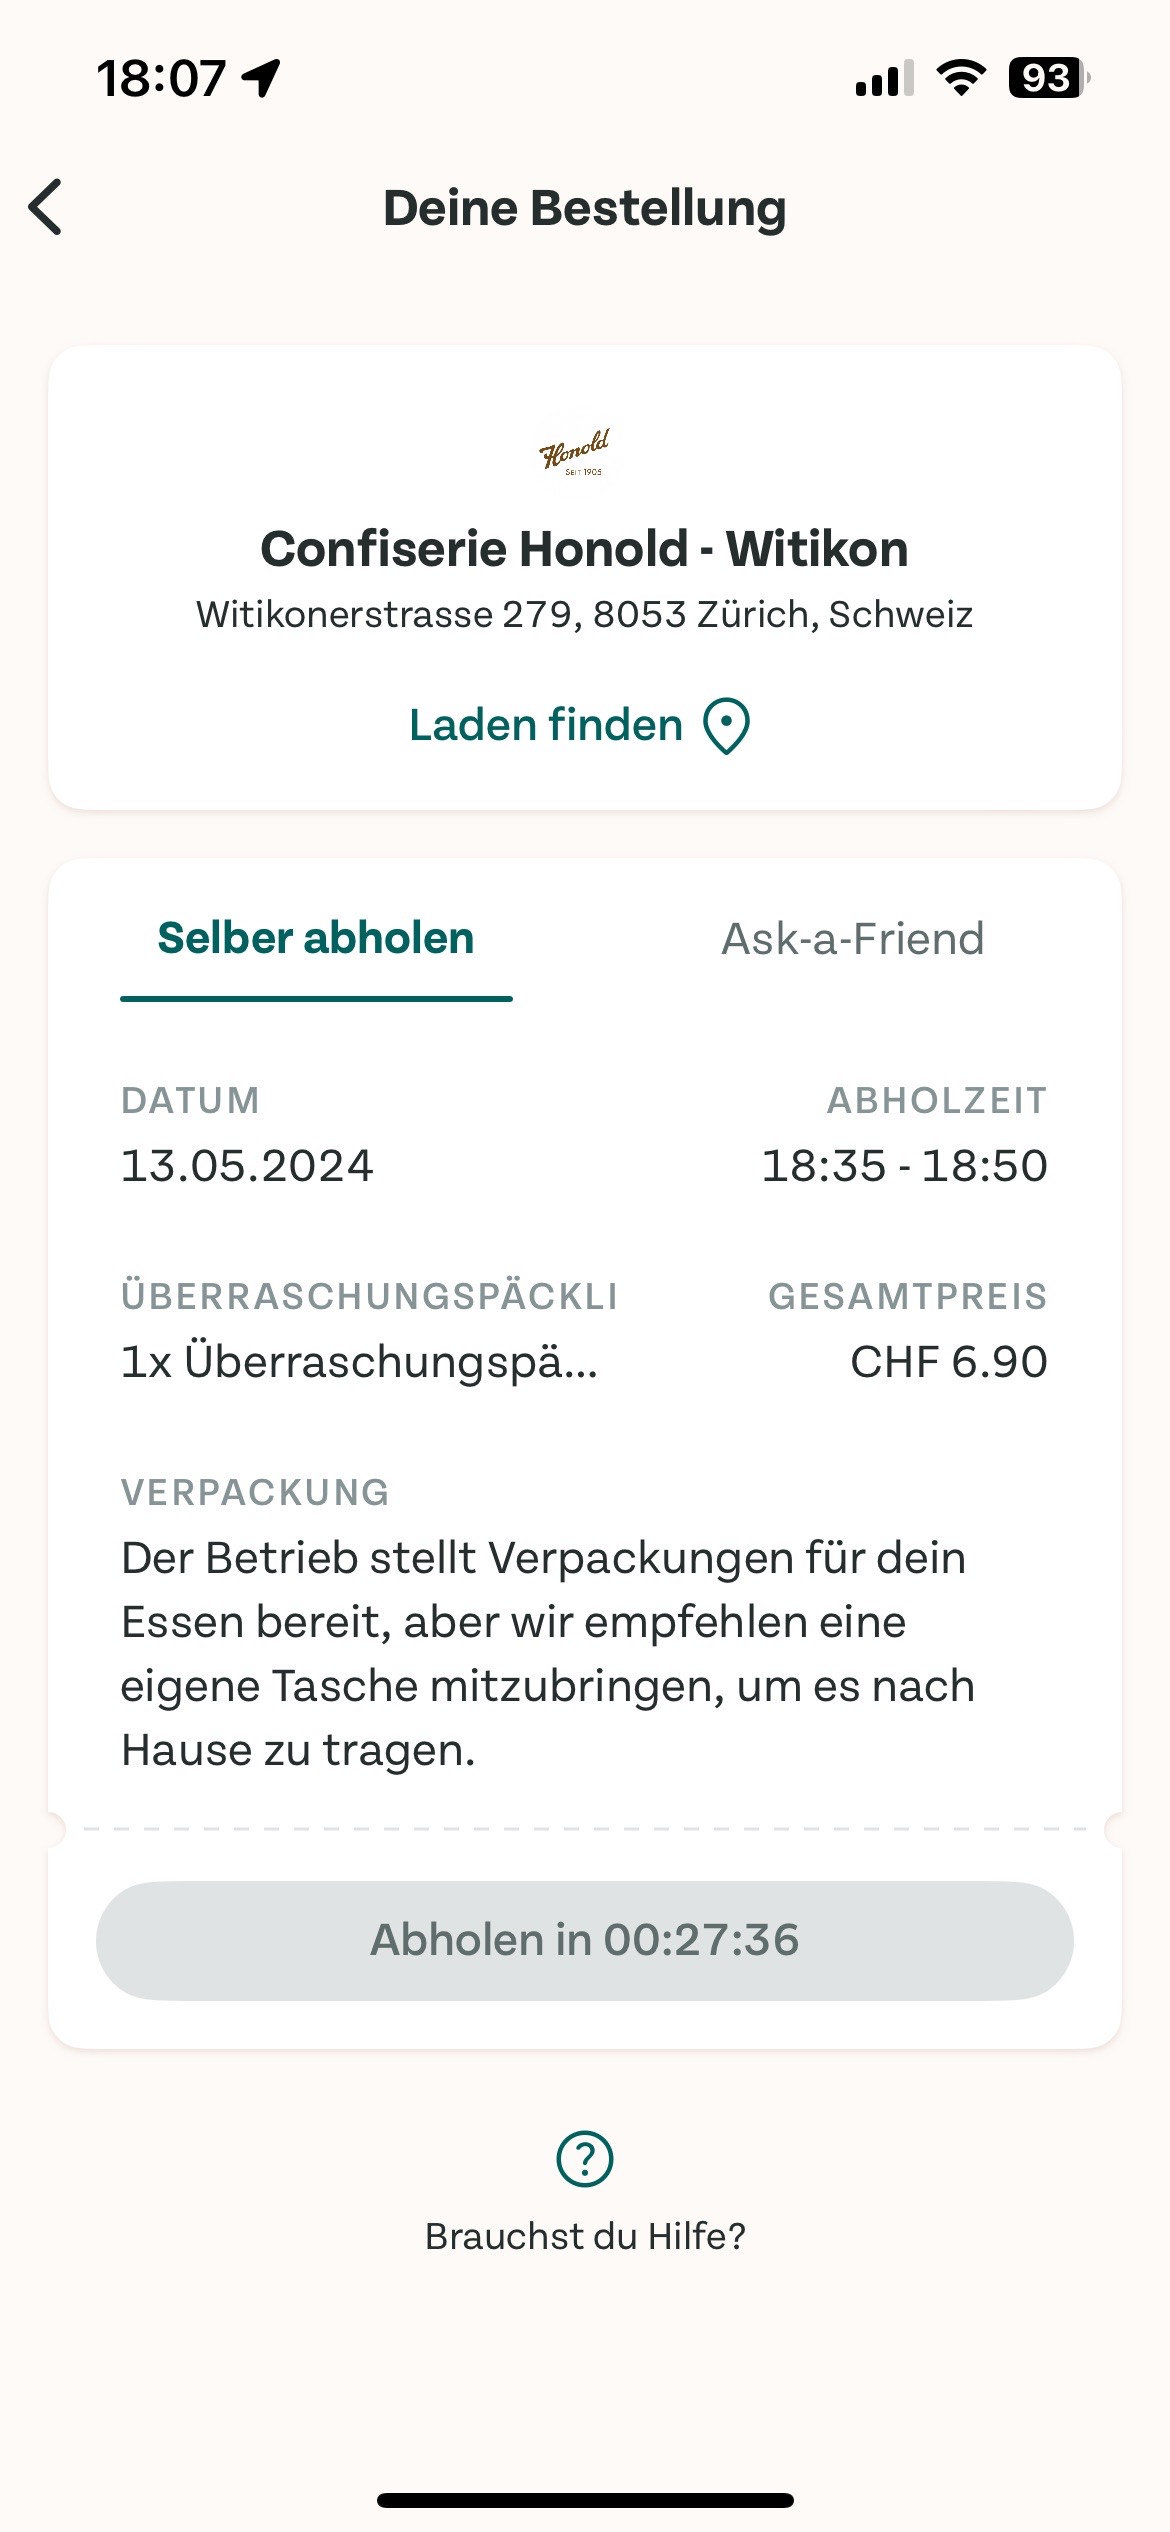 18:07
93
Deine Bestellung
Honold
SEIT 1905
Confiserie Honold - Witikon
Witikonerstrasse 279, 8053 Zürich, Schweiz
Laden finden
Selber abholen
Ask-a-Friend
DATUM
ABHOLZEIT
13.05.2024
18:35 - 18:50
ÜBERRASCHUNGSPÄCKLI
GESAMTPREIS
1x Überraschungspä...
CHF 6.90
VERPACKUNG
Der Betrieb stellt Verpackungen für dein
Essen bereit, aber wir empfehlen eine
eigene Tasche mitzubringen, um es nach
Hause zu tragen.
Abholen in 00:27:36
?
Brauchst du Hilfe?